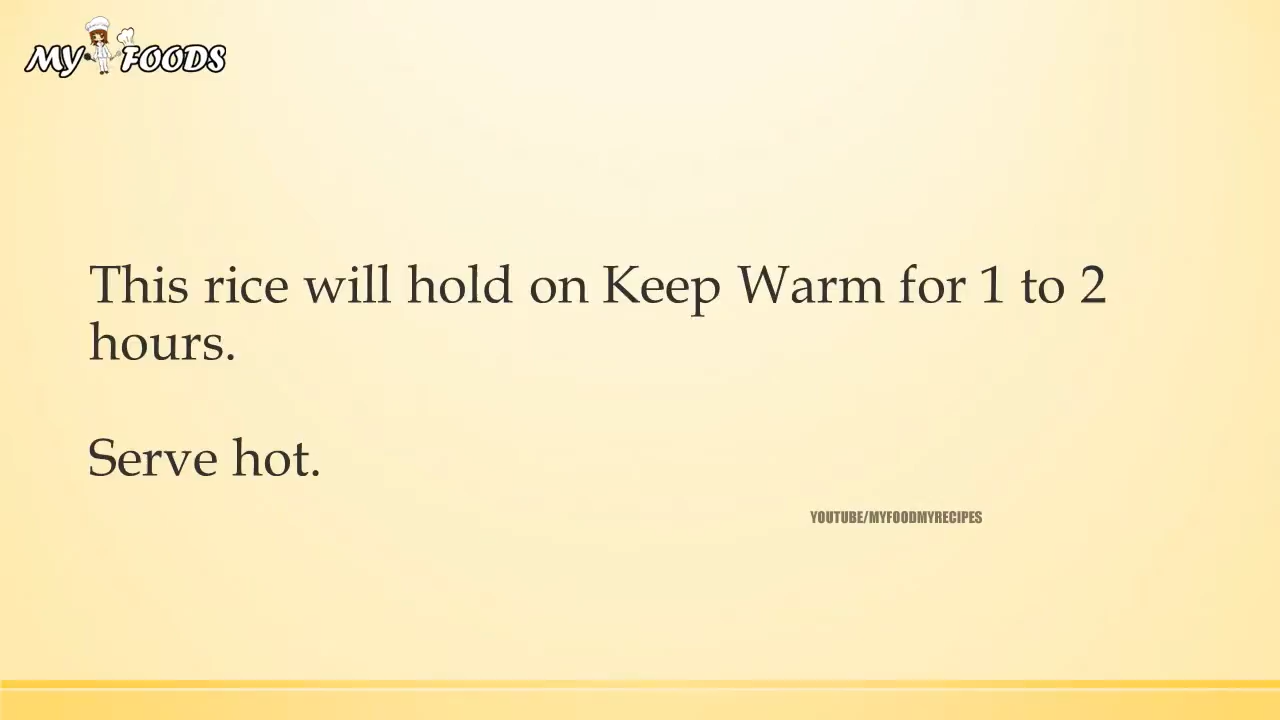 MY FOODS
This rice will hold on Keep Warm for 1 to 2
hours.
Serve hot.
YOUTUBE/MYFOODMYRECIPES